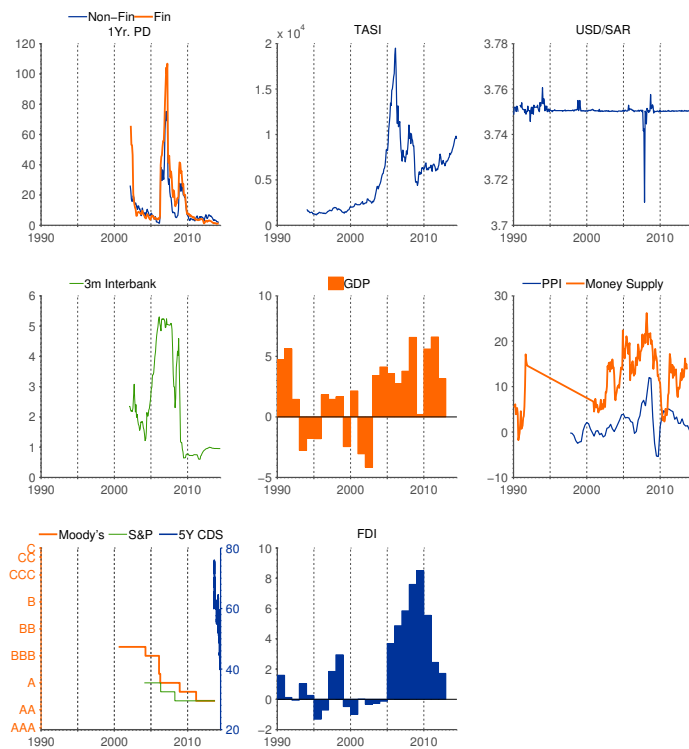 Non−Fin Fin
1Yr. PD
120
100
80
60
40
20
0
1990 2000 2010
TASI
x 10^4
2
1.5
1
0.5
0
1990 2000 2010
USD/SAR
3.78
3.76
3.74
3.72
3.7
1990 2000 2010
3m Interbank
6
5
4
3
2
1
0
1990 2000 2010
GDP
10
5
0
−5
1990 2000 2010
PPI Money Supply
30
20
10
0
−10
1990 2000 2010
Moody's S&P 5Y CDS
C
CC
CCC
B
BB
BBB
A
AA
AAA
80
60
40
20
1990 2000 2010
FDI
10
8
6
4
2
0
−2
1990 2000 2010